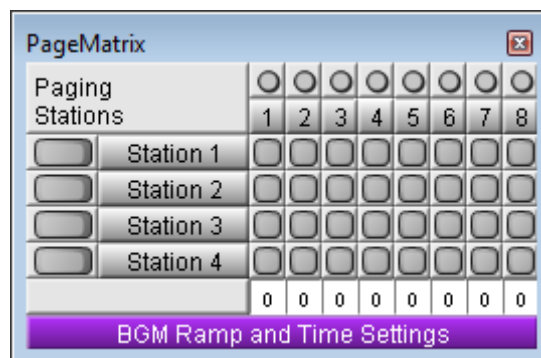 PageMatrix
Paging
Stations
1 2 3 4 5 6 7 8
Station 1
Station 2
Station 3
Station 4
0 0 0 0 0 0 0 0
BGM Ramp and Time Settings